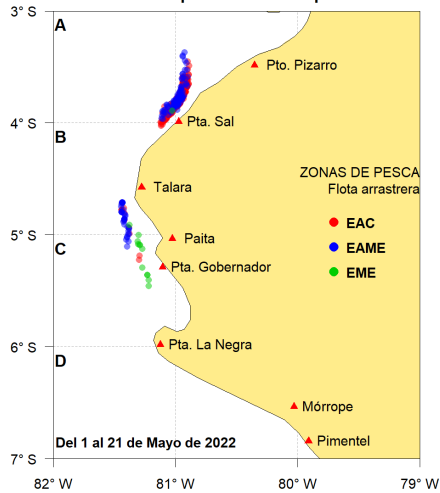 3° S
A
Pto. Pizarro
4° S
Pta. Sal
B
ZONAS DE PESCA
Flota arrastrera
Talara
EAC
5° S
Paita
EAME
C
Pta. Gobernador
EME
6° S
Pta. La Negra
D
Mórrope
Del 1 al 21 de Mayo de 2022
Pimentel
7° S
82° W
81° W
80° W
79° W